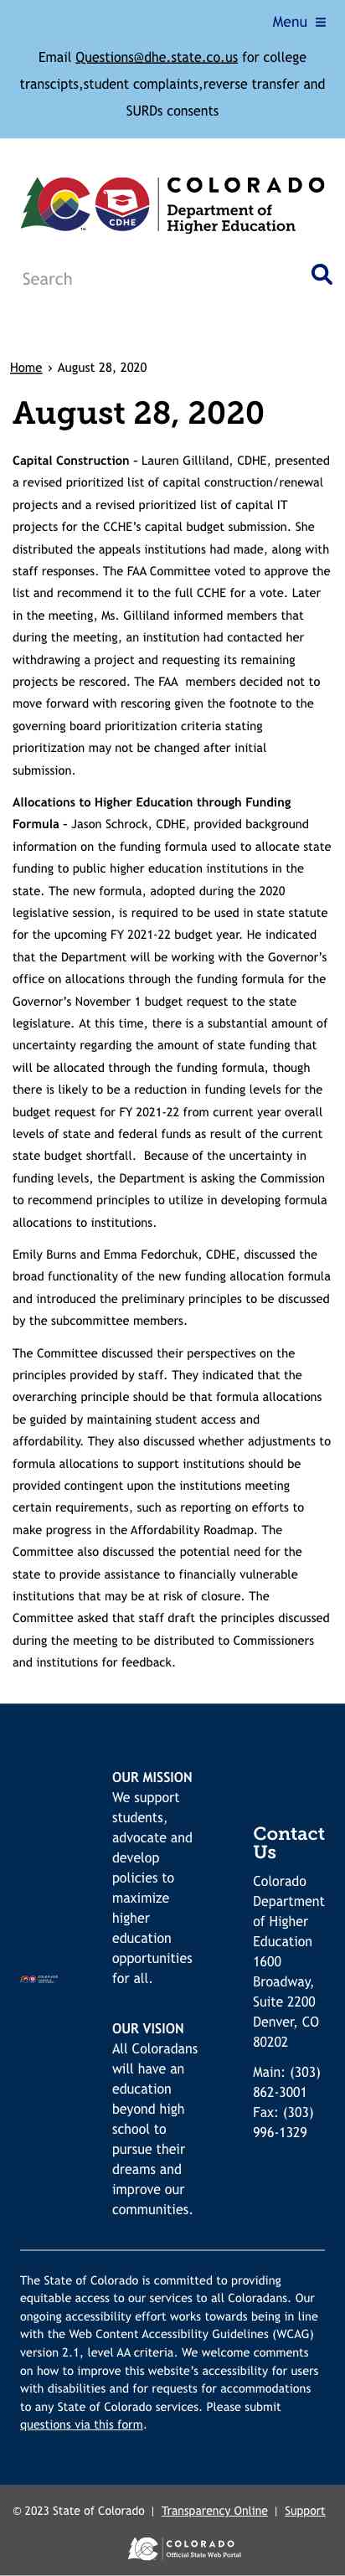 Menu ≡
Email Questions@dhe.state.co.us for college
transcipts,student complaints,reverse transfer and
SURDs consents
CO CDHE COLORADO
Department of
Higher Education
Search
Home › August 28, 2020
August 28, 2020
Capital Construction – Lauren Gilliland, CDHE, presented
a revised prioritized list of capital construction/renewal
projects and a revised prioritized list of capital IT
projects for the CCHE's capital budget submission. She
distributed the appeals institutions had made, along with
staff responses. The FAA Committee voted to approve the
list and recommend it to the full CCHE for a vote. Later
in the meeting, Ms. Gilliland informed members that
during the meeting, an institution had contacted her
withdrawing a project and requesting its remaining
projects be rescored. The FAA  members decided not to
move forward with rescoring given the footnote to the
governing board prioritization criteria stating
prioritization may not be changed after initial
submission.
Allocations to Higher Education through Funding
Formula – Jason Schrock, CDHE, provided background
information on the funding formula used to allocate state
funding to public higher education institutions in the
state. The new formula, adopted during the 2020
legislative session, is required to be used in state statute
for the upcoming FY 2021-22 budget year. He indicated
that the Department will be working with the Governor's
office on allocations through the funding formula for the
Governor's November 1 budget request to the state
legislature. At this time, there is a substantial amount of
uncertainty regarding the amount of state funding that
will be allocated through the funding formula, though
there is likely to be a reduction in funding levels for the
budget request for FY 2021-22 from current year overall
levels of state and federal funds as result of the current
state budget shortfall.  Because of the uncertainty in
funding levels, the Department is asking the Commission
to recommend principles to utilize in developing formula
allocations to institutions.
Emily Burns and Emma Fedorchuk, CDHE, discussed the
broad functionality of the new funding allocation formula
and introduced the preliminary principles to be discussed
by the subcommittee members.
The Committee discussed their perspectives on the
principles provided by staff. They indicated that the
overarching principle should be that formula allocations
be guided by maintaining student access and
affordability. They also discussed whether adjustments to
formula allocations to support institutions should be
provided contingent upon the institutions meeting
certain requirements, such as reporting on efforts to
make progress in the Affordability Roadmap. The
Committee also discussed the potential need for the
state to provide assistance to financially vulnerable
institutions that may be at risk of closure. The
Committee asked that staff draft the principles discussed
during the meeting to be distributed to Commissioners
and institutions for feedback.
OUR MISSION
We support
students,
advocate and
develop
policies to
maximize
higher
education
opportunities
for all.
OUR VISION
All Coloradans
will have an
education
beyond high
school to
pursue their
dreams and
improve our
communities.
Contact
Us
Colorado
Department
of Higher
Education
1600
Broadway,
Suite 2200
Denver, CO
80202
Main: (303)
862-3001
Fax: (303)
996-1329
The State of Colorado is committed to providing
equitable access to our services to all Coloradans. Our
ongoing accessibility effort works towards being in line
with the Web Content Accessibility Guidelines (WCAG)
version 2.1, level AA criteria. We welcome comments
on how to improve this website's accessibility for users
with disabilities and for requests for accommodations
to any State of Colorado services. Please submit
questions via this form.
© 2023 State of Colorado | Transparency Online | Support
COLORADO
Official State Web Portal